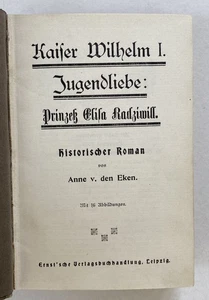 Kaiser Wilhelm I.
Jugendliebe:
Prinzeß Elisa Radziwill.
Historischer Roman
von
Anne v. den Eken.
Mit 16 Abbildungen.
Ernst'sche Verlagsbuchhandlung, Leipzig.